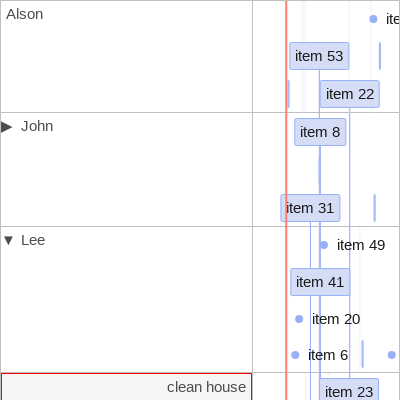 Alson
item 53
item 22
▶ John
item 8
item 31
▼ Lee
item 49
item 41
item 20
item 6
clean house
item 23